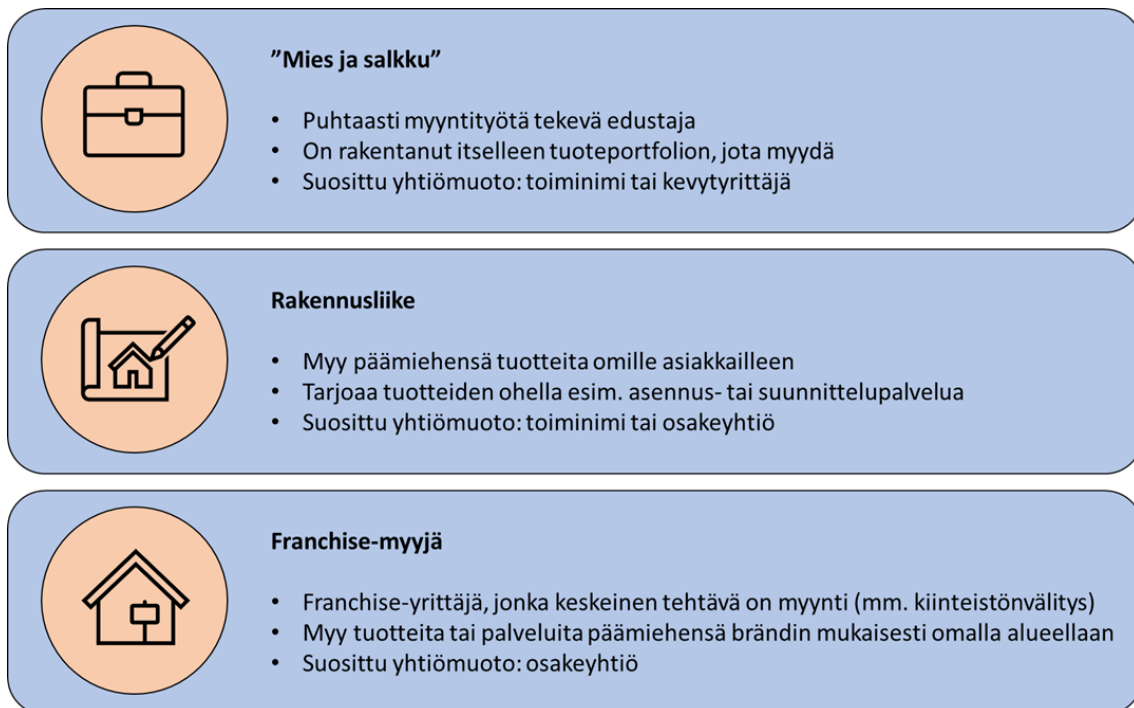 ”Mies ja salkku”
• Puhtaasti myyntityötä tekevä edustaja
• On rakentanut itselleen tuoteportfolion, jota myydä
• Suosittu yhtiömuoto: toiminimi tai kevytyrittäjä
Rakennusliike
• Myy päämiehensä tuotteita omille asiakkailleen
• Tarjoaa tuotteiden ohella esim. asennus- tai suunnittelupalvelua
• Suosittu yhtiömuoto: toiminimi tai osakeyhtiö
Franchise-myyjä
• Franchise-yrittäjä, jonka keskeinen tehtävä on myynti (mm. kiinteistönvälitys)
• Myy tuotteita tai palveluita päämiehensä brändin mukaisesti omalla alueellaan
• Suosittu yhtiömuoto: osakeyhtiö